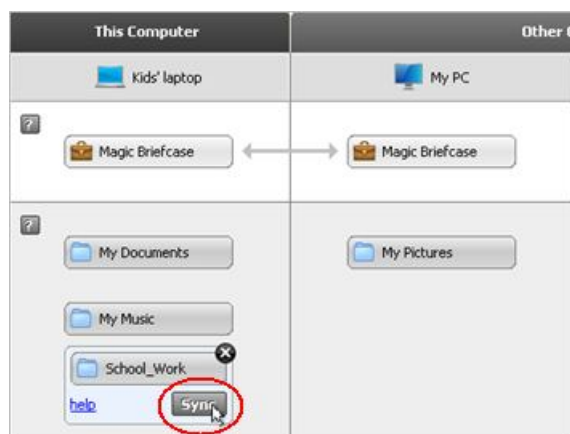 This Computer
Other
Kids' laptop
My PC
?
Magic Briefcase
Magic Briefcase
?
My Documents
My Pictures
My Music
School_Work
help
Sync